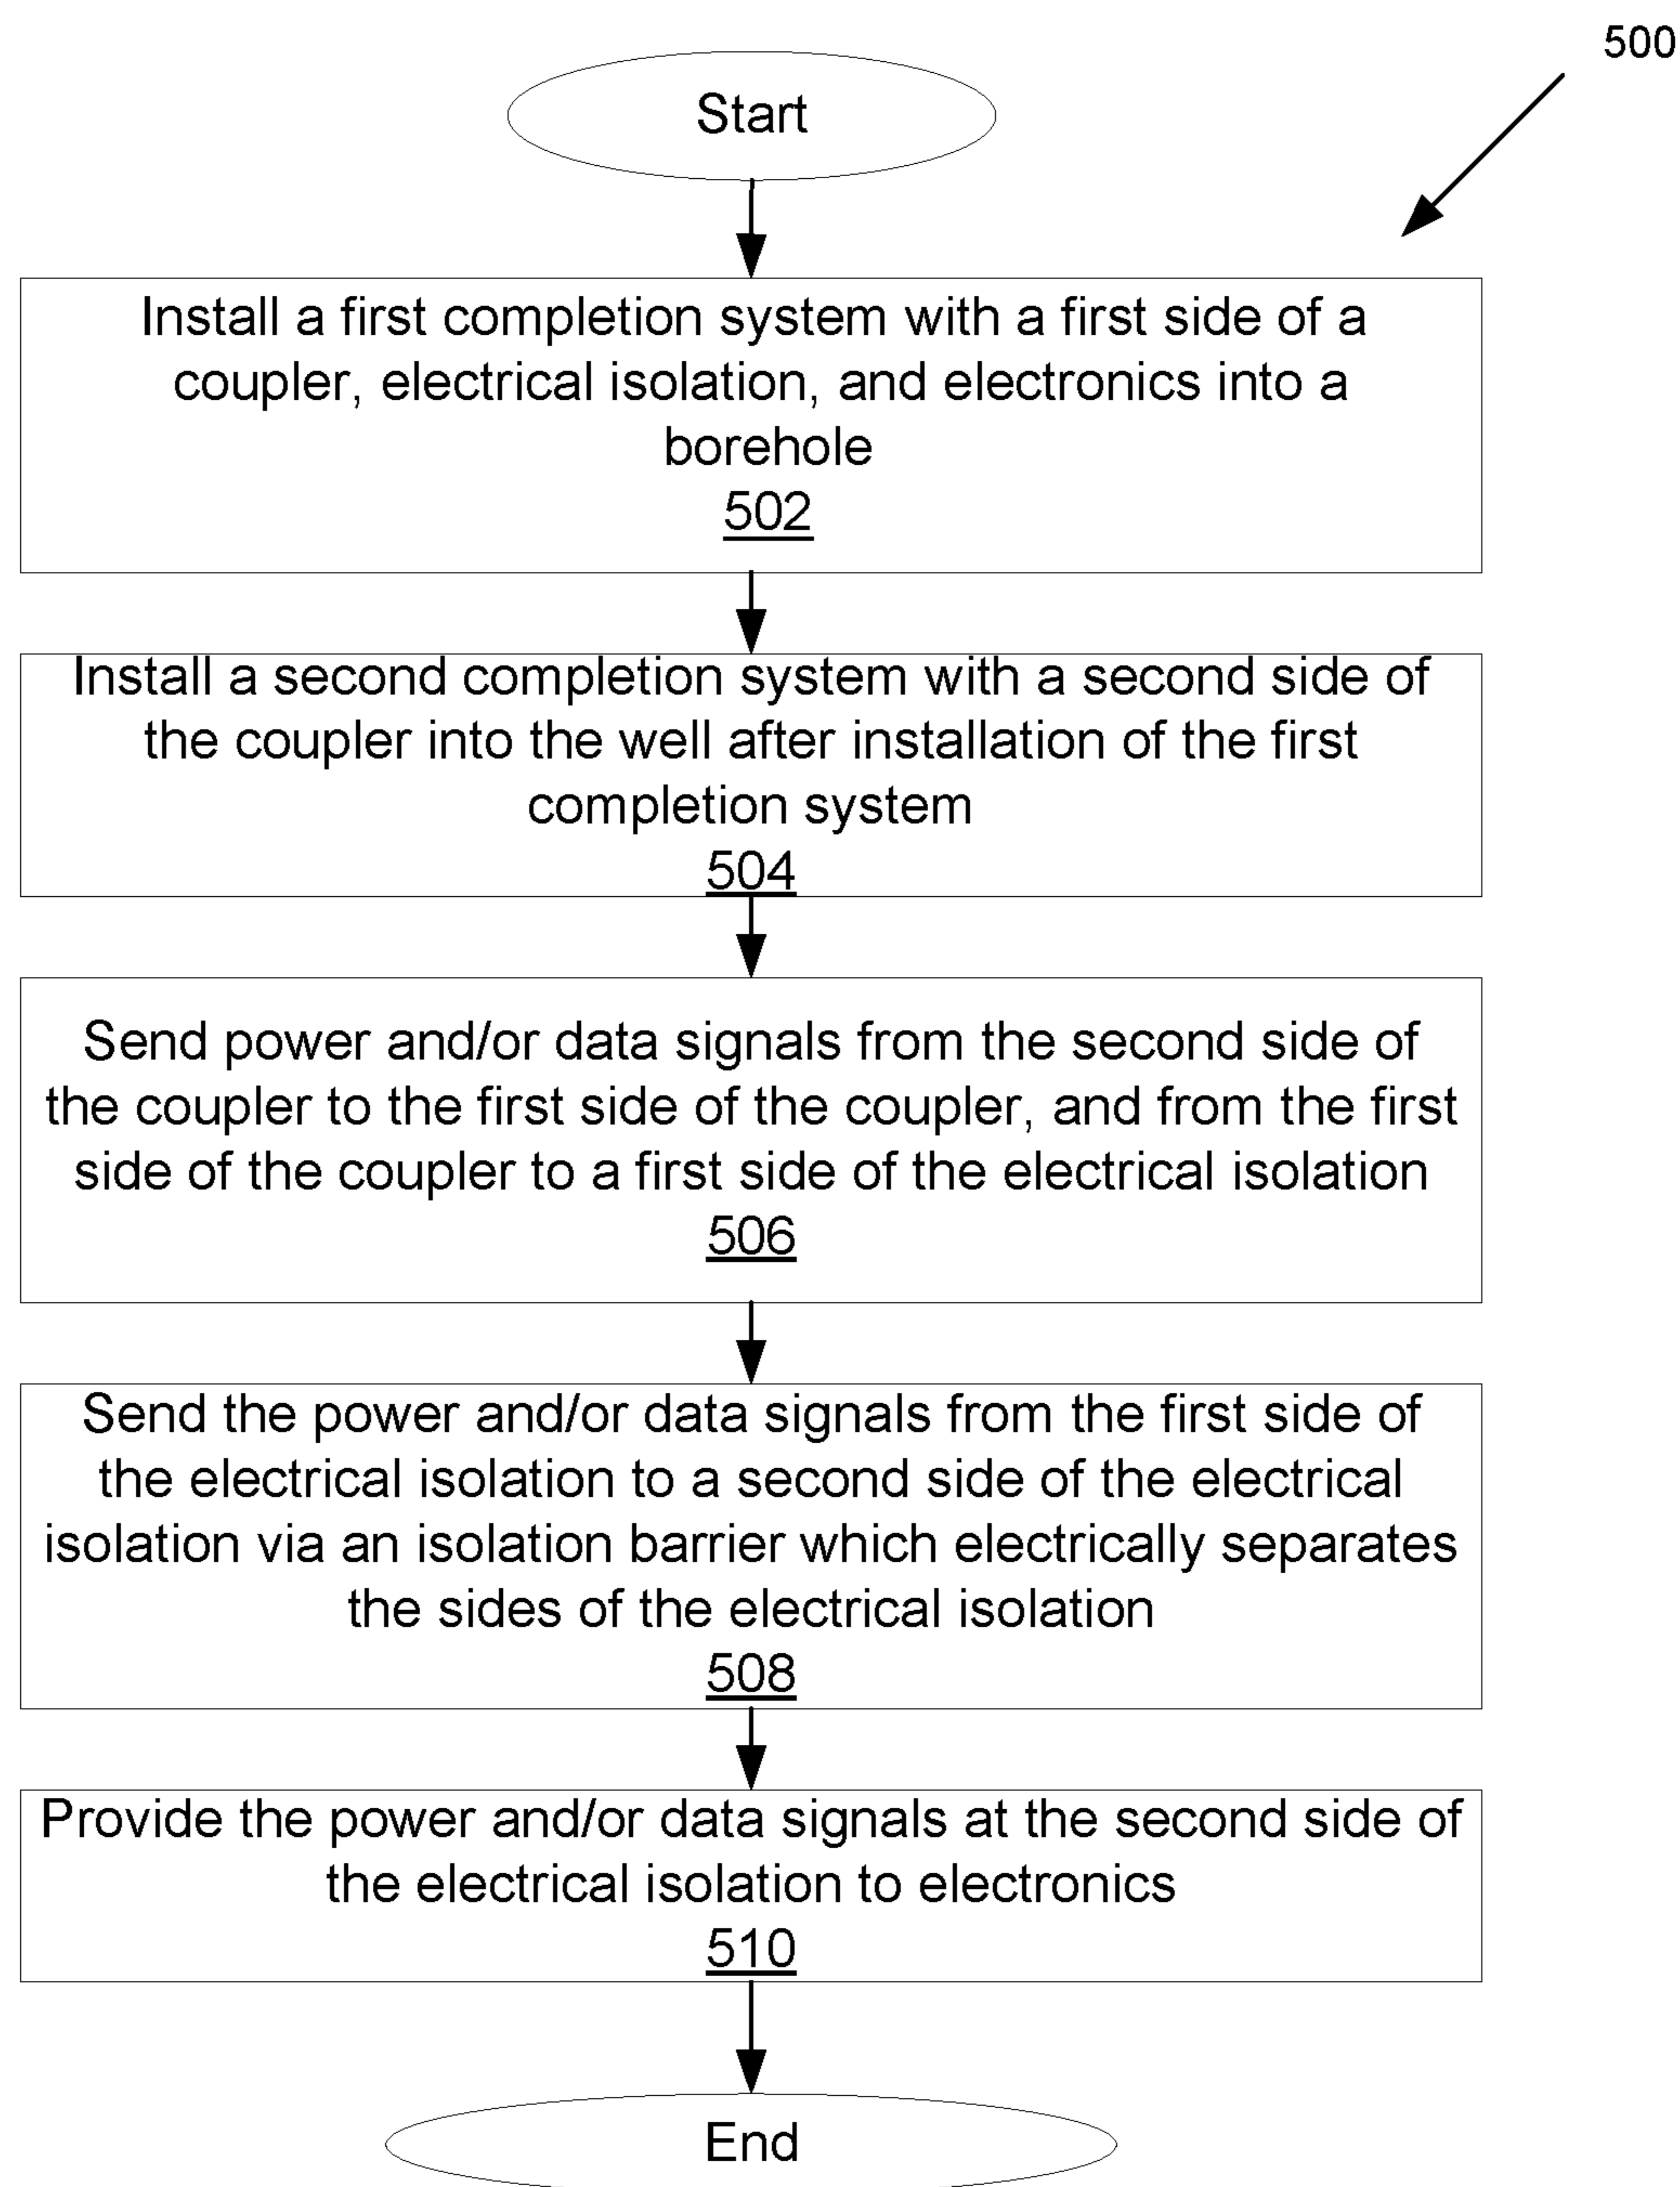 500
Start
Install a first completion system with a first side of a
coupler, electrical isolation, and electronics into a
borehole
502
Install a second completion system with a second side of
the coupler into the well after installation of the first
completion system
504
Send power and/or data signals from the second side of
the coupler to the first side of the coupler, and from the first
side of the coupler to a first side of the electrical isolation
506
Send the power and/or data signals from the first side of
the electrical isolation to a second side of the electrical
isolation via an isolation barrier which electrically separates
the sides of the electrical isolation
508
Provide the power and/or data signals at the second side of
the electrical isolation to electronics
510
End